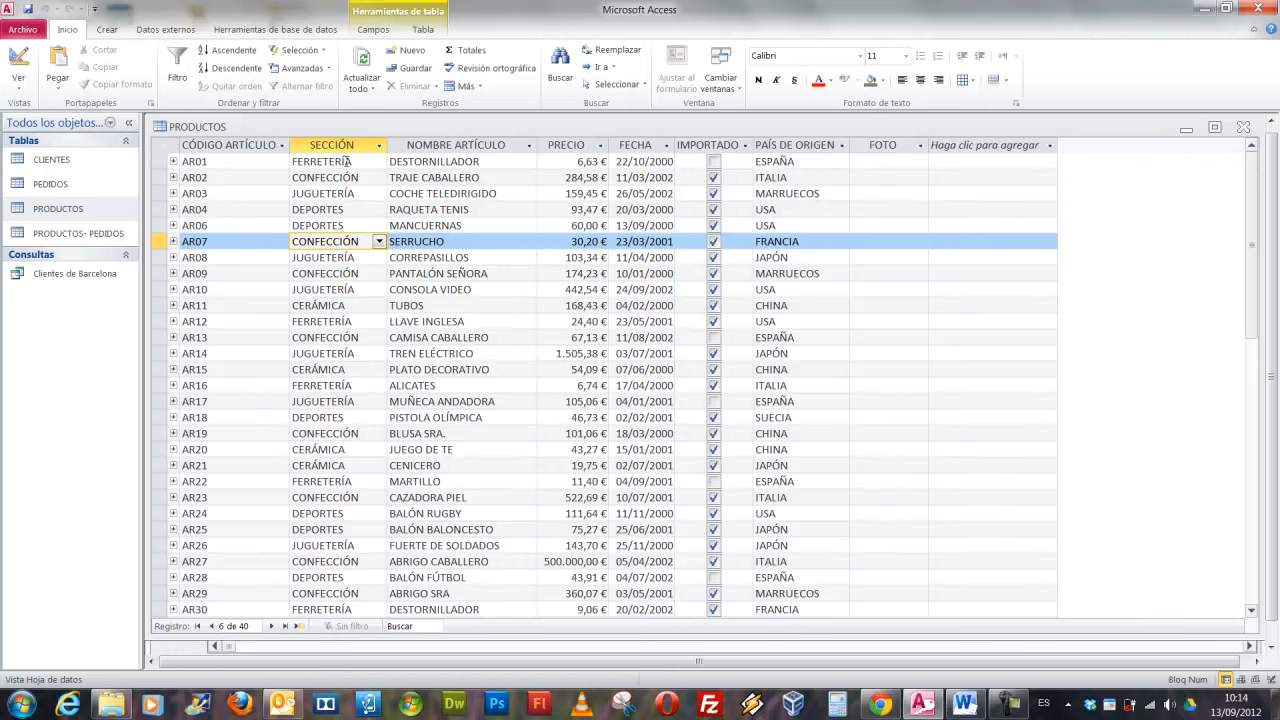 Herramientas de tabla
Microsoft Access
Archivo Inicio Crear Datos externos Herramientas de base de datos Campos Tabla
Ver
Vistas
Pegar
Cortar
Copiar
Copiar formato
Portapapeles
Filtro
Ascendente
Descendente
Quitar orden
Selección
Avanzadas
Alternar filtro
Ordenar y filtrar
Actualizar todo
Nuevo
Guardar
Eliminar
Totales
Revisión ortográfica
Más
Registros
Buscar
Reemplazar
Ir a
Seleccionar
Buscar
Ajustar al formulario
Cambiar ventanas
Ventana
Calibri 11
N K S A
Formato de texto
Todos los objetos...
Tablas
CLIENTES
PEDIDOS
PRODUCTOS
PRODUCTOS- PEDIDOS
Consultas
Clientes de Barcelona
PRODUCTOS
CÓDIGO ARTÍCULO SECCIÓN NOMBRE ARTÍCULO PRECIO FECHA IMPORTADO PAÍS DE ORIGEN FOTO Haga clic para agregar
AR01 FERRETERÍA DESTORNILLADOR 6,63 € 22/10/2000 ESPAÑA
AR02 CONFECCIÓN TRAJE CABALLERO 284,58 € 11/03/2002 ITALIA
AR03 JUGUETERÍA COCHE TELEDIRIGIDO 159,45 € 26/05/2002 MARRUECOS
AR04 DEPORTES RAQUETA TENIS 93,47 € 20/03/2000 USA
AR06 DEPORTES MANCUERNAS 60,00 € 13/09/2000 USA
AR07 CONFECCIÓN SERRUCHO 30,20 € 23/03/2001 FRANCIA
AR08 JUGUETERÍA CORREPASILLOS 103,34 € 11/04/2000 JAPÓN
AR09 CONFECCIÓN PANTALÓN SEÑORA 174,23 € 10/01/2000 MARRUECOS
AR10 JUGUETERÍA CONSOLA VIDEO 442,54 € 24/09/2002 USA
AR11 CERÁMICA TUBOS 168,43 € 04/02/2000 CHINA
AR12 FERRETERÍA LLAVE INGLESA 24,40 € 23/05/2001 USA
AR13 CONFECCIÓN CAMISA CABALLERO 67,13 € 11/08/2002 ESPAÑA
AR14 JUGUETERÍA TREN ELÉCTRICO 1.505,38 € 03/07/2001 JAPÓN
AR15 CERÁMICA PLATO DECORATIVO 54,09 € 07/06/2000 CHINA
AR16 FERRETERÍA ALICATES 6,74 € 17/04/2000 ITALIA
AR17 JUGUETERÍA MUÑECA ANDADORA 105,06 € 04/01/2001 ESPAÑA
AR18 DEPORTES PISTOLA OLÍMPICA 46,73 € 02/02/2001 SUECIA
AR19 CONFECCIÓN BLUSA SRA. 101,06 € 18/03/2000 CHINA
AR20 CERÁMICA JUEGO DE TE 43,27 € 15/01/2001 CHINA
AR21 CERÁMICA CENICERO 19,75 € 02/07/2001 JAPÓN
AR22 FERRETERÍA MARTILLO 11,40 € 04/09/2001 ESPAÑA
AR23 CONFECCIÓN CAZADORA PIEL 522,69 € 10/07/2001 ITALIA
AR24 DEPORTES BALÓN RUGBY 111,64 € 11/11/2000 USA
AR25 DEPORTES BALÓN BALONCESTO 75,27 € 25/06/2001 JAPÓN
AR26 JUGUETERÍA FUERTE DE SOLDADOS 143,70 € 25/11/2000 JAPÓN
AR27 CONFECCIÓN ABRIGO CABALLERO 500.000,00 € 05/04/2002 ITALIA
AR28 DEPORTES BALÓN FÚTBOL 43,91 € 04/07/2002 ESPAÑA
AR29 CONFECCIÓN ABRIGO SRA 360,07 € 03/05/2001 MARRUECOS
AR30 FERRETERÍA DESTORNILLADOR 9,06 € 20/02/2002 FRANCIA
Registro: 6 de 40 Sin filtro Buscar
Vista Hoja de datos Bloq Num
Dw Ps Fl Fz W ES 10:14
13/09/2012